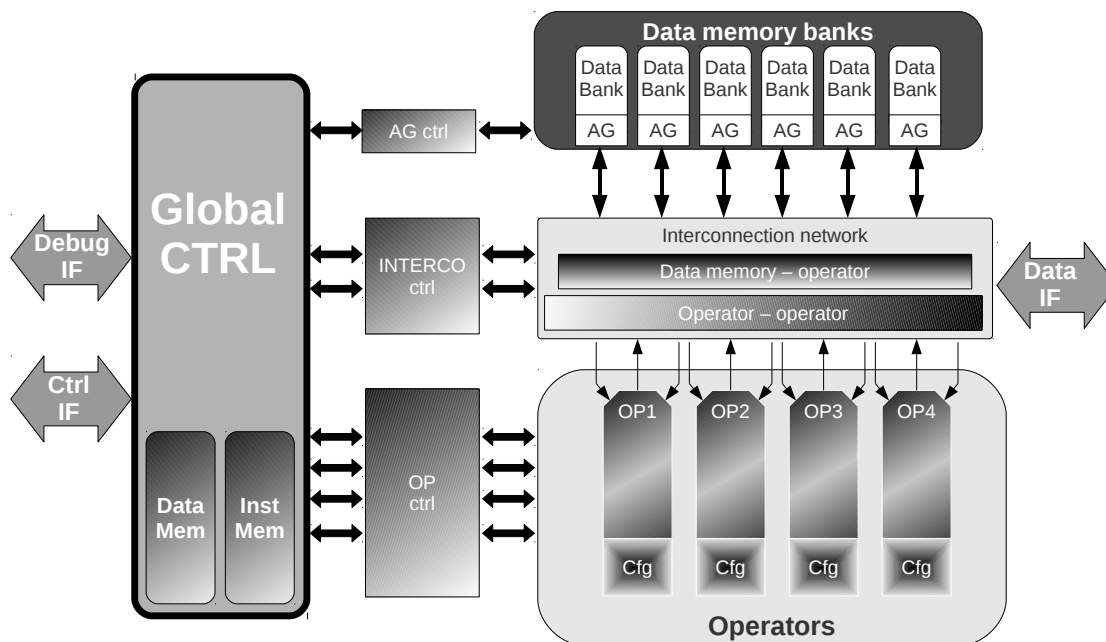 Data memory banks
Data Data Data Data Data Data
Bank Bank Bank Bank Bank Bank
AG AG AG AG AG AG
AG ctrl
Global
CTRL
Debug
IF
INTERCO
ctrl
Interconnection network
Data memory – operator
Operator – operator
Data
IF
Ctrl
IF
OP1 OP2 OP3 OP4
OP
ctrl
Data
Mem
Inst
Mem
Cfg Cfg Cfg Cfg
Operators